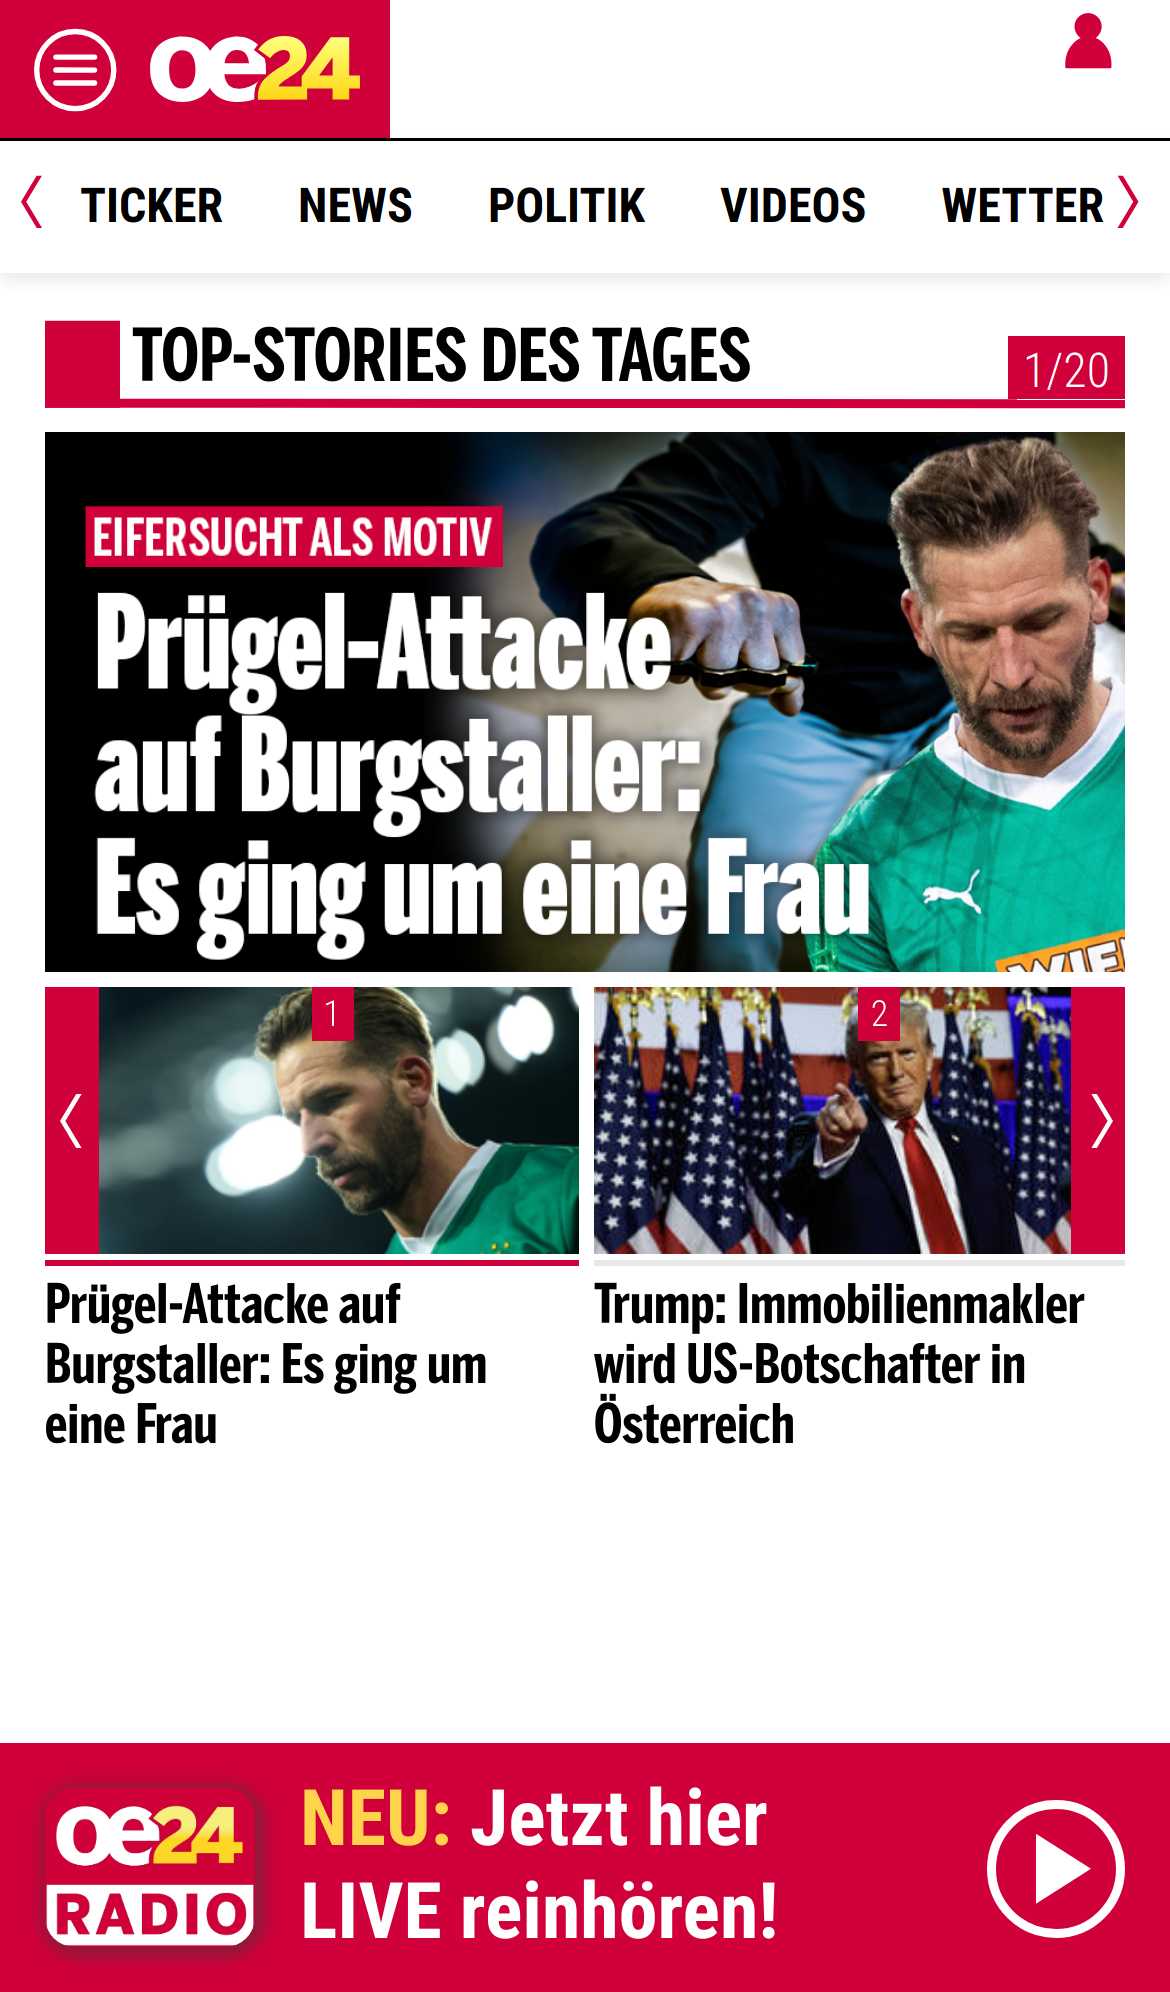 oe24
TICKER NEWS POLITIK VIDEOS WETTER
TOP-STORIES DES TAGES
1/20
EIFERSUCHT ALS MOTIV
Prügel-Attacke
auf Burgstaller:
Es ging um eine Frau
1
2
Prügel-Attacke auf
Burgstaller: Es ging um
eine Frau
Trump: Immobilienmakler
wird US-Botschafter in
Österreich
oe24
RADIO
NEU: Jetzt hier
LIVE reinhören!